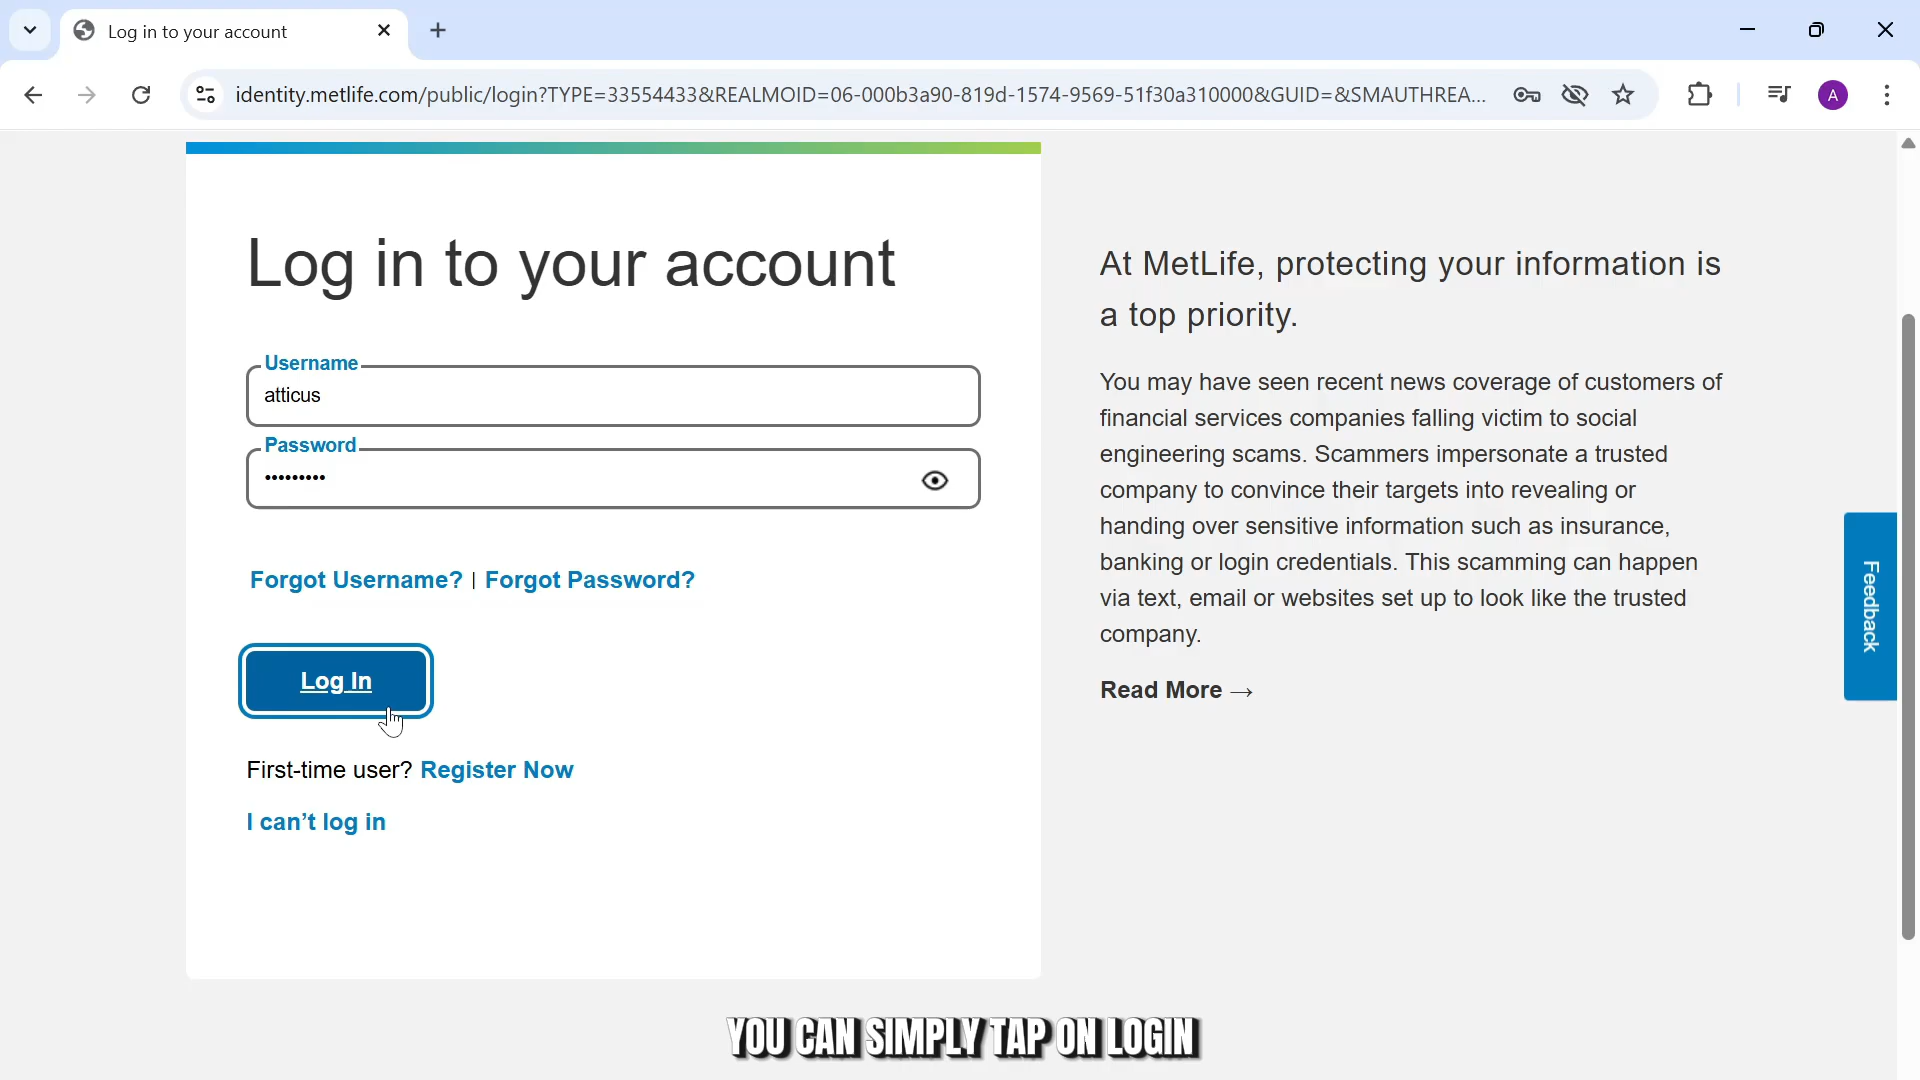 Log in to your account
identity.metlife.com/public/login?TYPE=33554433&REALMOID=06-000b3a90-819d-1574-9569-51f30a310000&GUID=&SMAUTHREA...
A
Log in to your account
Username
atticus
Password
•••••••••
Forgot Username? | Forgot Password?
Log In
First-time user? Register Now
I can’t log in
At MetLife, protecting your information is
a top priority.
You may have seen recent news coverage of customers of
financial services companies falling victim to social
engineering scams. Scammers impersonate a trusted
company to convince their targets into revealing or
handing over sensitive information such as insurance,
banking or login credentials. This scamming can happen
via text, email or websites set up to look like the trusted
company.
Read More →
Feedback
YOU CAN SIMPLY TAP ON LOGIN